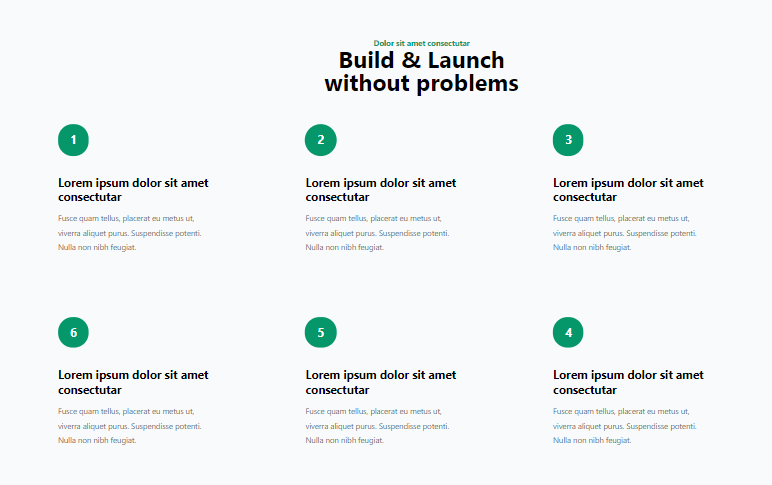 Dolor sit amet consectutar
Build & Launch
without problems
1
Lorem ipsum dolor sit amet
consectutar
Fusce quam tellus, placerat eu metus ut,
viverra aliquet purus. Suspendisse potenti.
Nulla non nibh feugiat.
2
Lorem ipsum dolor sit amet
consectutar
Fusce quam tellus, placerat eu metus ut,
viverra aliquet purus. Suspendisse potenti.
Nulla non nibh feugiat.
3
Lorem ipsum dolor sit amet
consectutar
Fusce quam tellus, placerat eu metus ut,
viverra aliquet purus. Suspendisse potenti.
Nulla non nibh feugiat.
6
Lorem ipsum dolor sit amet
consectutar
Fusce quam tellus, placerat eu metus ut,
viverra aliquet purus. Suspendisse potenti.
Nulla non nibh feugiat.
5
Lorem ipsum dolor sit amet
consectutar
Fusce quam tellus, placerat eu metus ut,
viverra aliquet purus. Suspendisse potenti.
Nulla non nibh feugiat.
4
Lorem ipsum dolor sit amet
consectutar
Fusce quam tellus, placerat eu metus ut,
viverra aliquet purus. Suspendisse potenti.
Nulla non nibh feugiat.